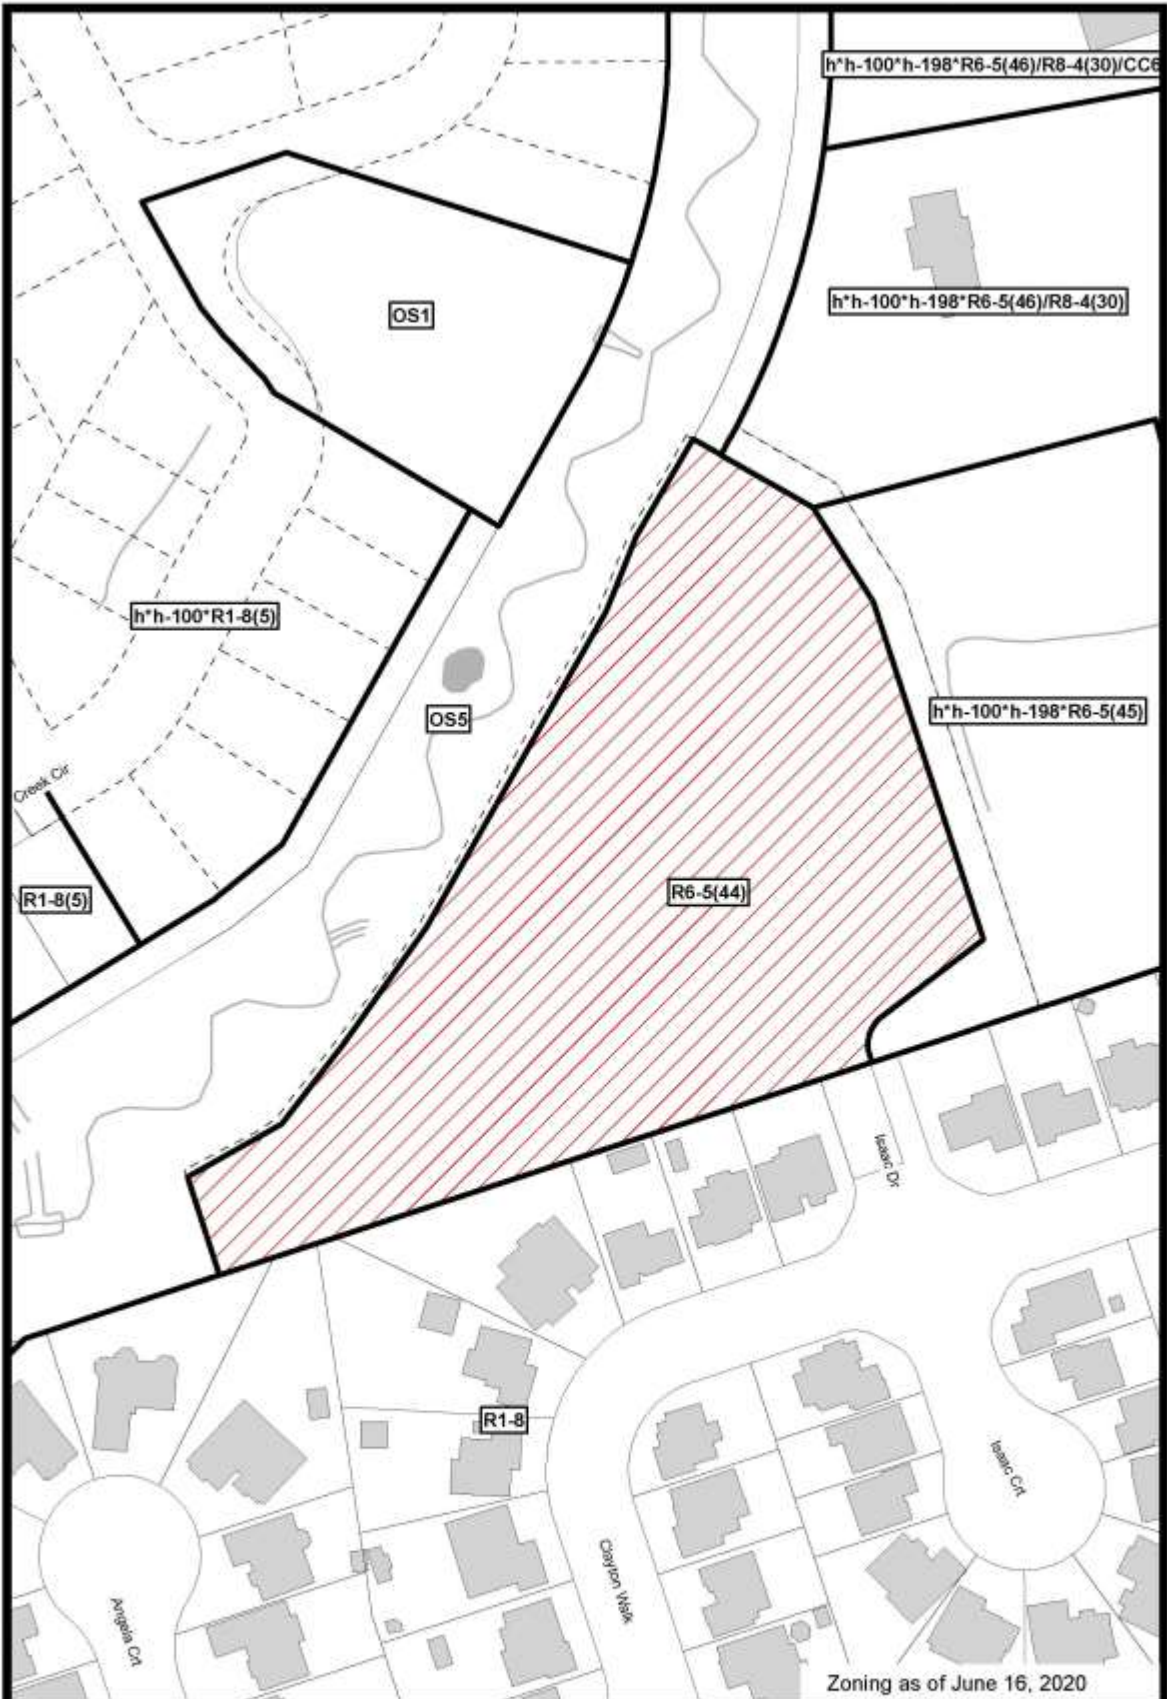 h*h-100*h-198*R6-5(46)/R8-4(30)/CC6
OS1
h*h-100*h-198*R6-5(46)/R8-4(30)
h*h-100*R1-8(5)
OS5
h*h-100*h-198*R6-5(45)
Creek Cir
R1-8(5)
R6-5(44)
Isaac Dr
R1-8
Isaac Crt
Clayton Walk
Angela Crt
Zoning as of June 16, 2020